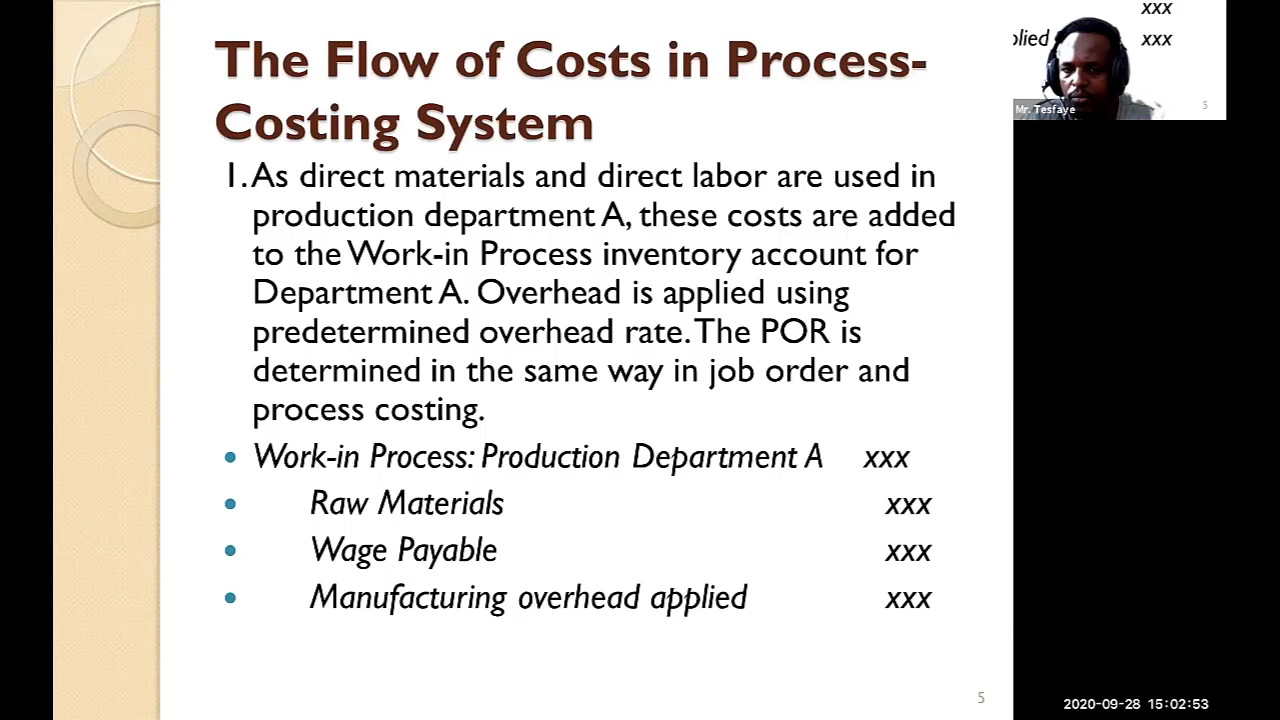 The Flow of Costs in Process-
Costing System
1. As direct materials and direct labor are used in
production department A, these costs are added
to the Work-in Process inventory account for
Department A. Overhead is applied using
predetermined overhead rate. The POR is
determined in the same way in job order and
process costing.
• Work-in Process: Production Department A xxx
• Raw Materials xxx
• Wage Payable xxx
• Manufacturing overhead applied xxx
5
xxx
plied xxx
5
Mr. Tesfaye
2020-09-28 15:02:53